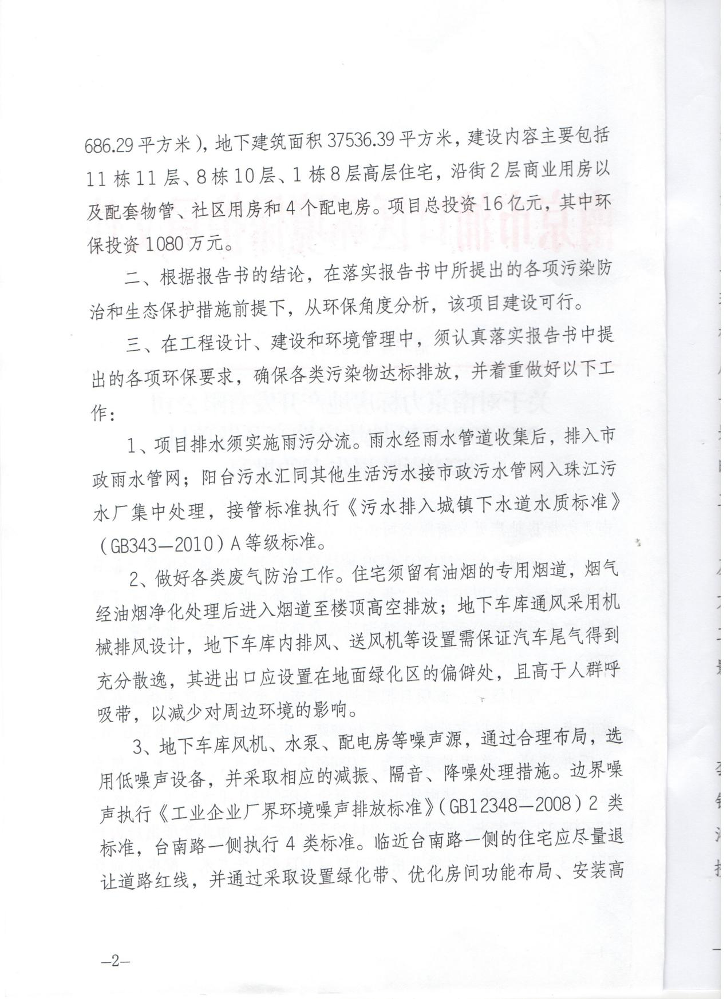 686.29平方米），地下建筑面积37536.39平方米，建设内容主要包括
11栋11层、8栋10层、1栋8层高层住宅，沿街2层商业用房以
及配套物管、社区用房和4个配电房。项目总投资16亿元，其中环
保投资1080万元。
二、根据报告书的结论，在落实报告书中所提出的各项污染防
治和生态保护措施前提下，从环保角度分析，该项目建设可行。
三、在工程设计、建设和环境管理中，须认真落实报告书中提
出的各项环保要求，确保各类污染物达标排放，并着重做好以下工
作：
1、项目排水须实施雨污分流。雨水经雨水管道收集后，排入市
政雨水管网；阳台污水汇同其他生活污水接市政污水管网入珠江污
水厂集中处理，接管标准执行《污水排入城镇下水道水质标准》
（GB343—2010）A等级标准。
2、做好各类废气防治工作。住宅须留有油烟的专用烟道，烟气
经油烟净化处理后进入烟道至楼顶高空排放；地下车库通风采用机
械排风设计，地下车库内排风、送风机等设置需保证汽车尾气得到
充分散逸，其进出口应设置在地面绿化区的偏僻处，且高于人群呼
吸带，以减少对周边环境的影响。
3、地下车库风机、水泵、配电房等噪声源，通过合理布局，选
用低噪声设备，并采取相应的减振、隔音、降噪处理措施。边界噪
声执行《工业企业厂界环境噪声排放标准》（GB12348—2008）2类
标准，台南路一侧执行4类标准。临近台南路一侧的住宅应尽量退
让道路红线，并通过采取设置绿化带、优化房间功能布局、安装高
—2—